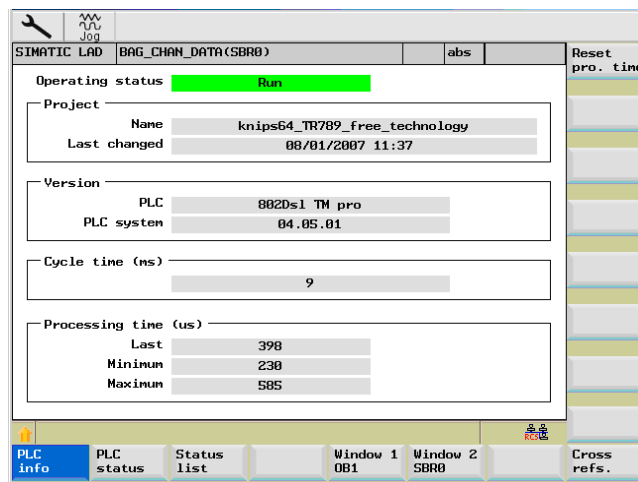 Jog
SIMATIC LAD BAG_CHAN_DATA(SBR0) abs
Reset
pro. time
Operating status Run
Project
Name knips64_TR789_free_technology
Last changed 08/01/2007 11:37
Version
PLC 802Dsl TM pro
PLC system 04.05.01
Cycle time (ms)
9
Processing time (us)
Last 398
Minimum 230
Maximum 585
RCS
PLC info
PLC status
Status list
Window 1 OB1
Window 2 SBR0
Cross refs.